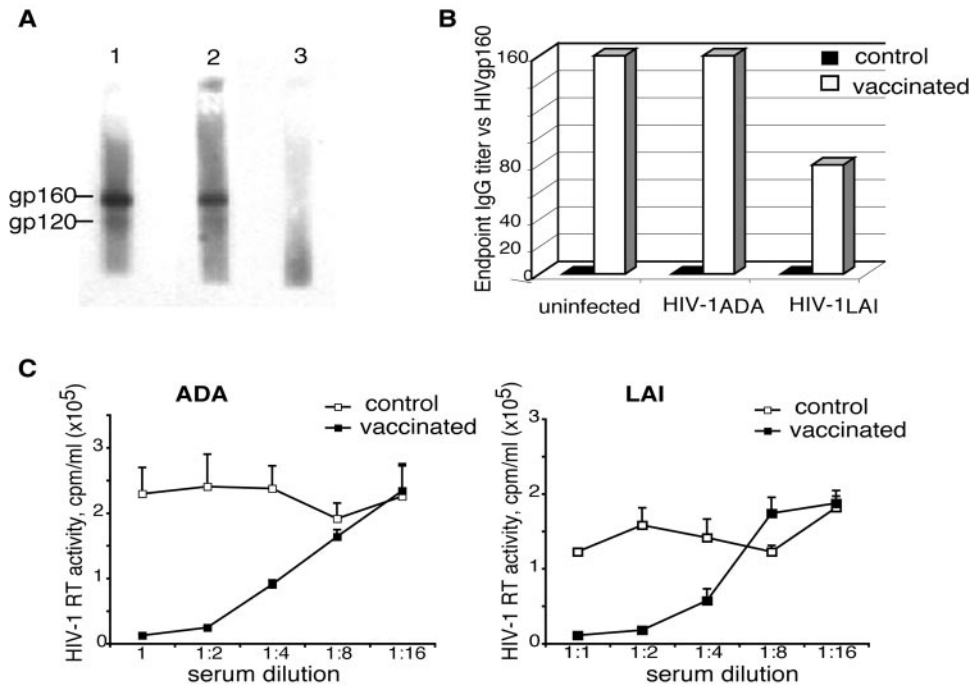 A
1 2 3
gp160
gp120
B
Endpoint IgG titer vs HIVgp160
160
80
40
20
0
control
vaccinated
uninfected HIV-1ADA HIV-1LAI
C
ADA
control
vaccinated
HIV-1 RT activity, cpm/ml (x10⁵)
3
2
1
0
1 1:2 1:4 1:8 1:16
serum dilution
LAI
control
vaccinated
HIV-1 RT activity, cpm/ml (x10⁵)
3
2
1
0
1:1 1:2 1:4 1:8 1:16
serum dilution